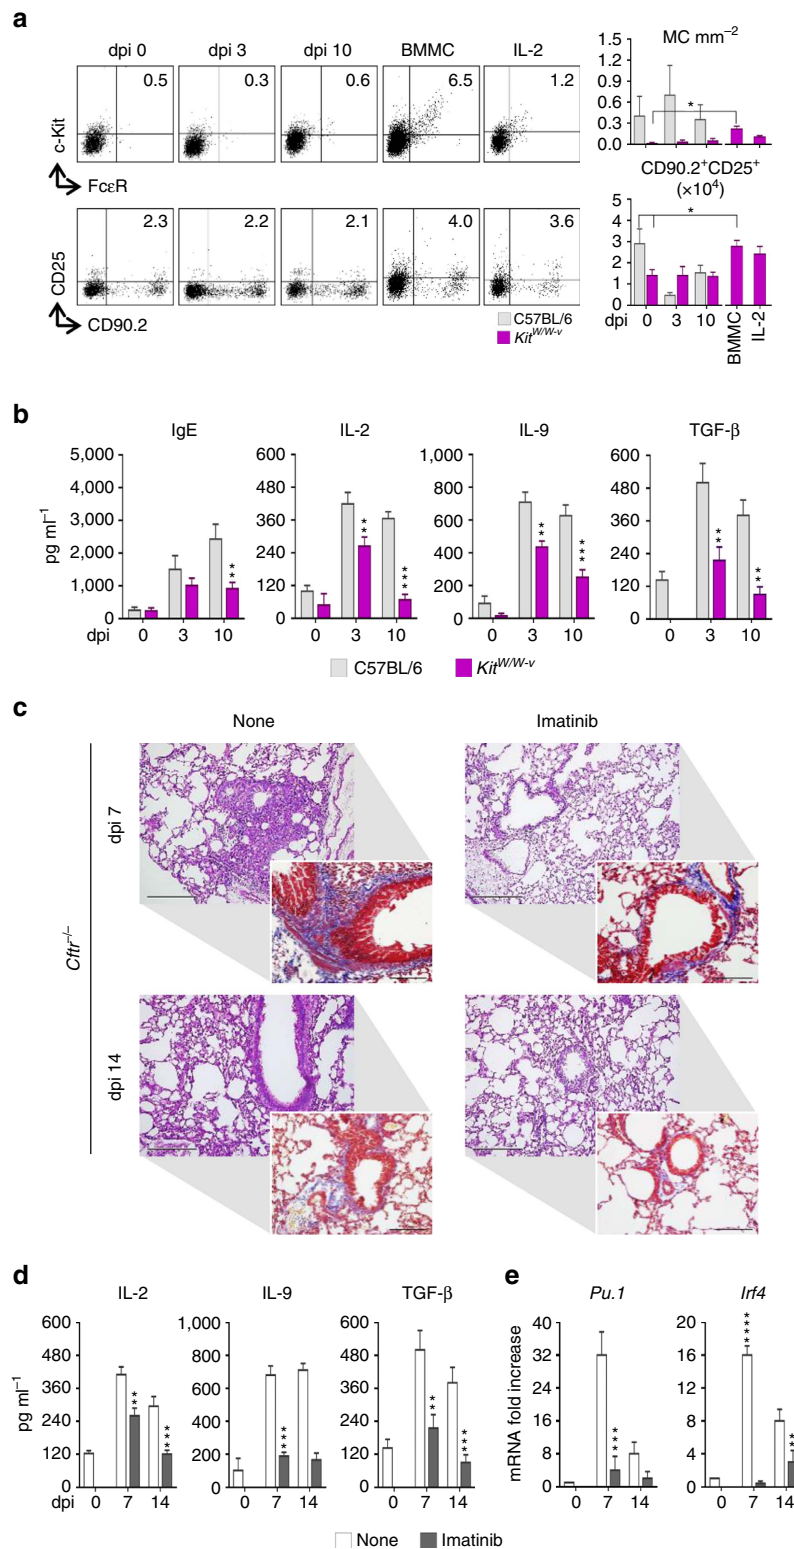 a
dpi 0 dpi 3 dpi 10 BMMC IL-2
0.5 0.3 0.6 6.5 1.2
c-Kit
FcεR
2.3 2.2 2.1 4.0 3.6
CD25
CD90.2
MC mm⁻²
1.5
1.2
0.9
0.6
0.3
0.0
*
CD90.2⁺CD25⁺
(×10⁴)
5
4
3
2
1
0
*
dpi 0 3 10 BMMC IL-2
C57BL/6
Kit^W/W-v
b
IgE IL-2 IL-9 TGF-β
pg ml⁻¹
5,000 600 1,000 600
4,000 480 800 480
3,000 360 600 360
2,000 240 400 240
1,000 120 200 120
0 0 0 0
** ** *** ** *** ** **
dpi 0 3 10 0 3 10 0 3 10 3 10
C57BL/6 Kit^W/W-v
c
None Imatinib
Cftr⁻/⁻
dpi 7
dpi 14
d
IL-2 IL-9 TGF-β
pg ml⁻¹
600 1,000 600
480 800 480
360 600 360
240 400 240
120 200 120
0 0 0
** *** *** ** ***
dpi 0 7 14 0 7 14 0 7 14
None Imatinib
e
Pu.1 Irf4
mRNA fold increase
40 20
32 16
24 12
16 8
8 4
0 0
*** ****
0 7 14 0 7 14